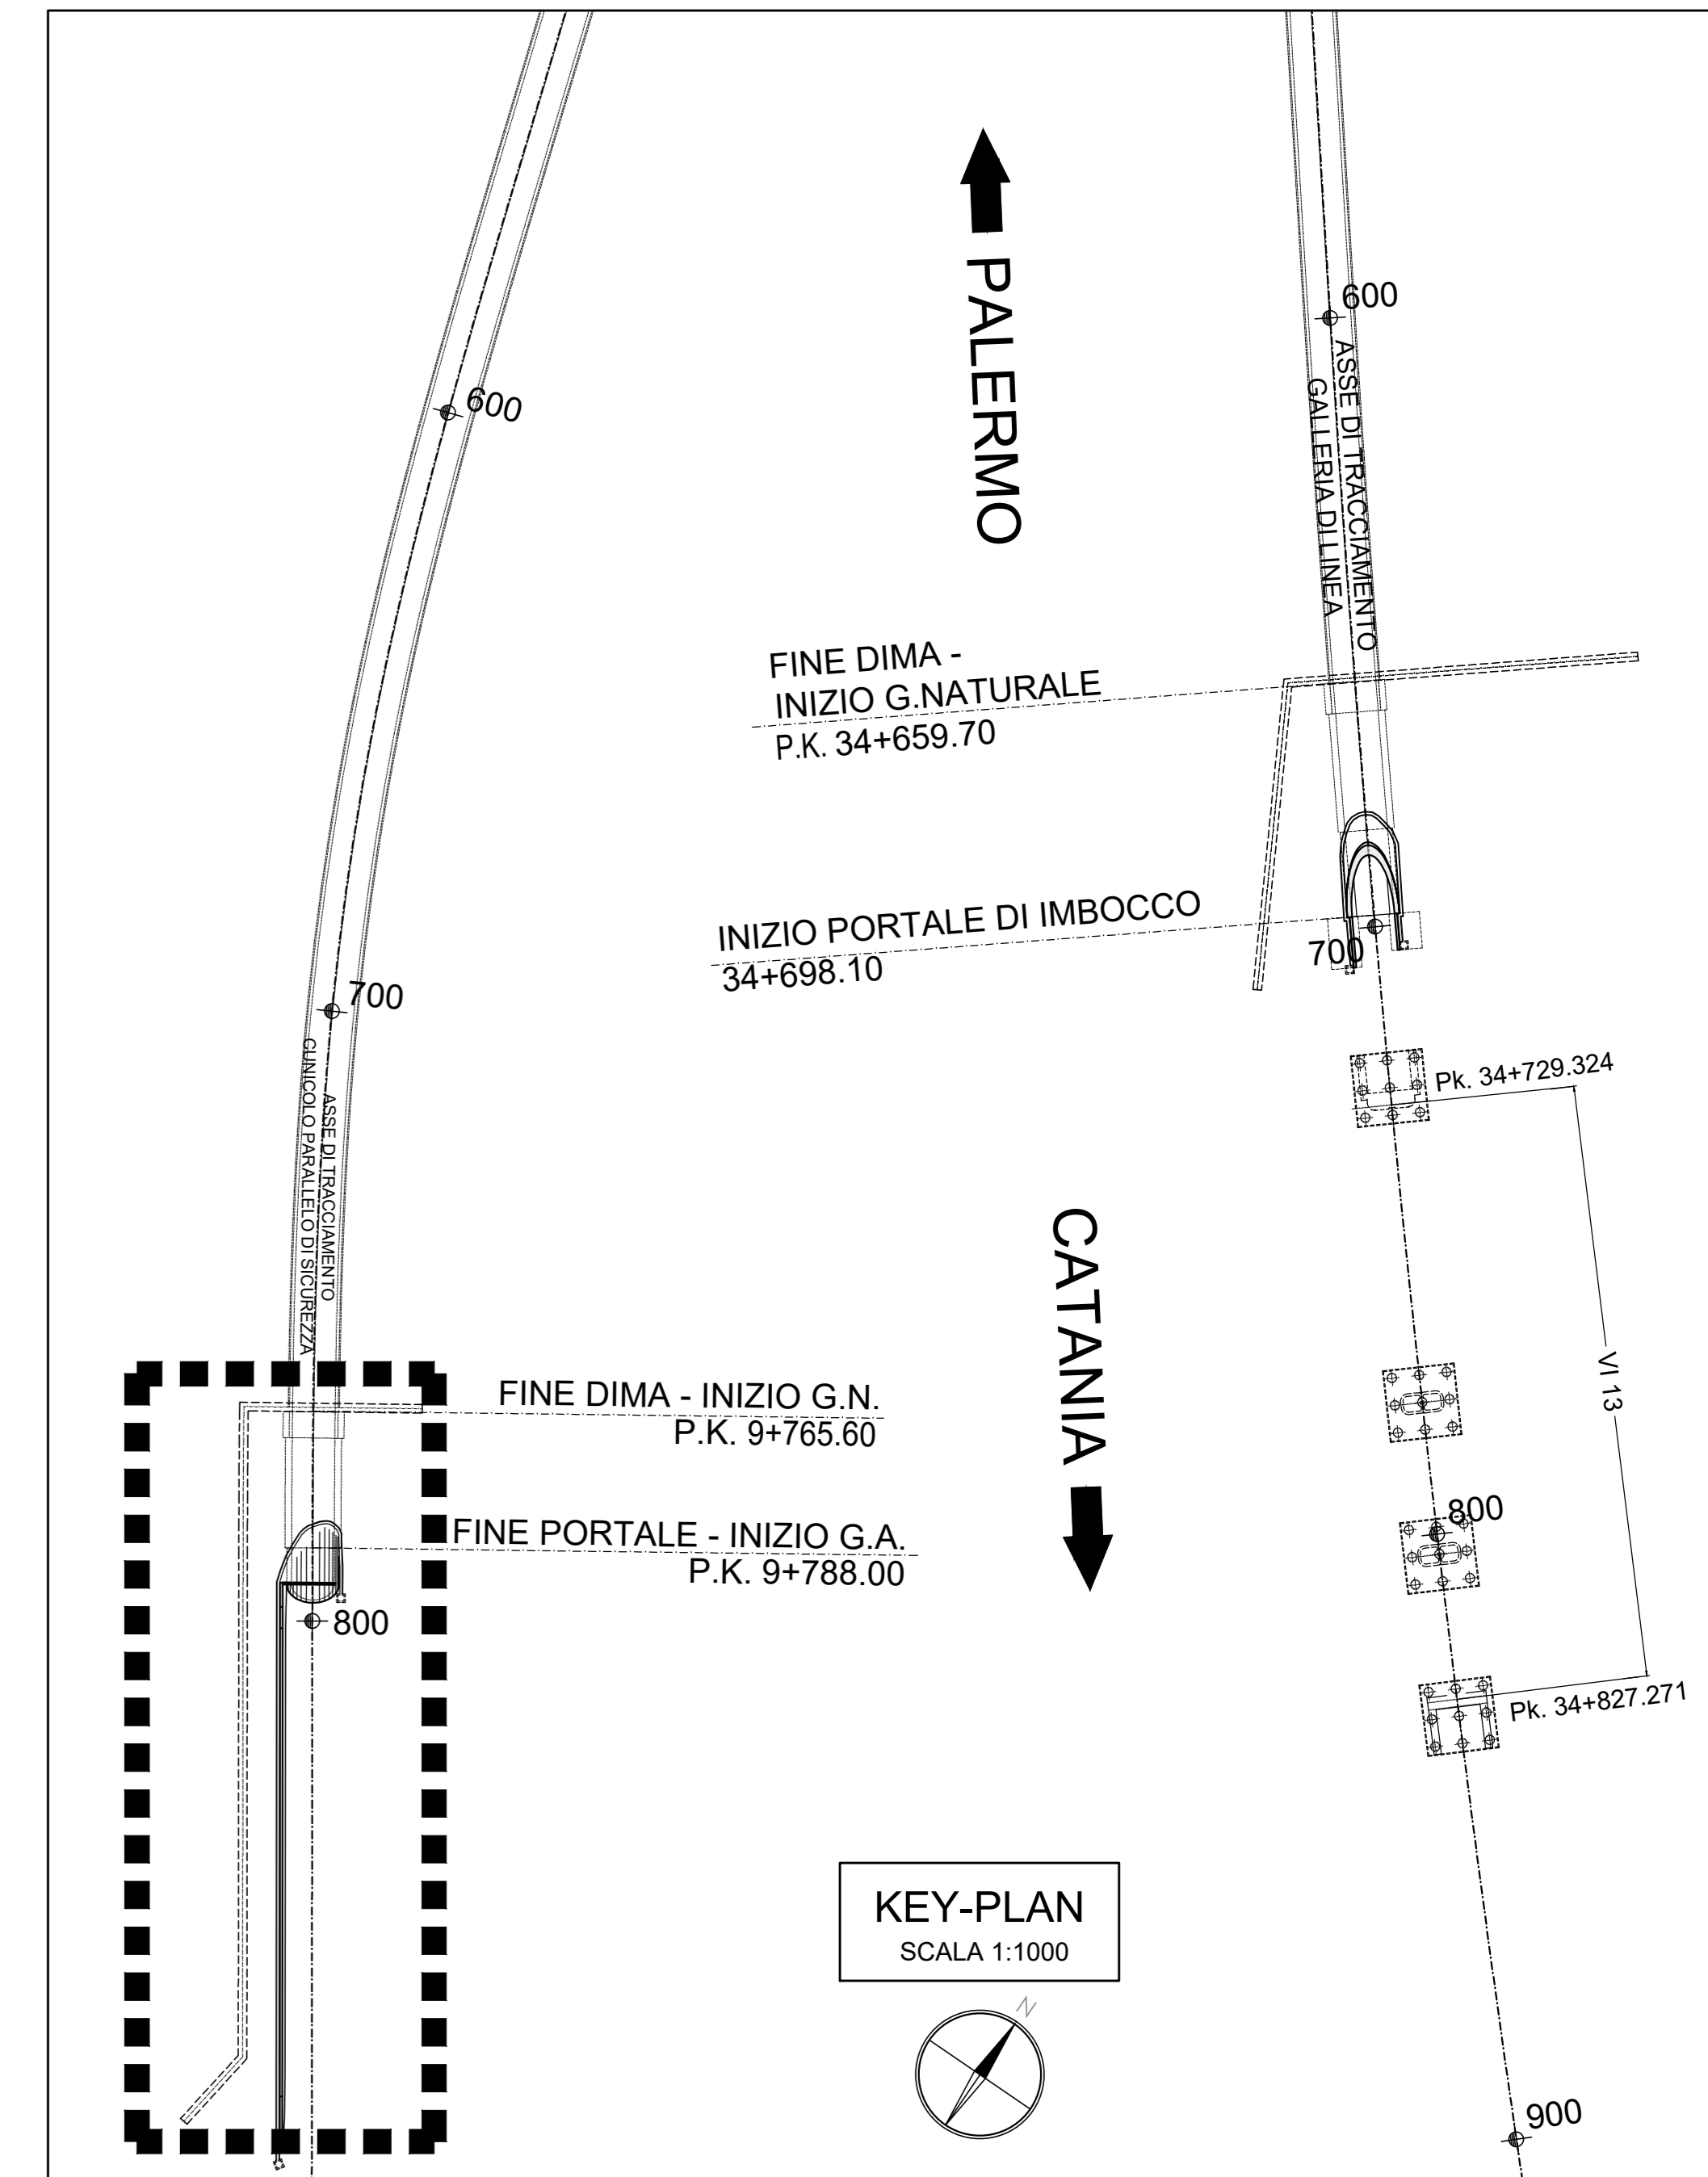 600
600
PALERMO
ASSE DI TRACCIAMENTO
GALLERIA DI LINEA
FINE DIMA -
INIZIO G.NATURALE
P.K. 34+659.70
INIZIO PORTALE DI IMBOCCO
34+698.10
700
700
ASSE DI TRACCIAMENTO
CUNICOLO PARALLELO DI SICUREZZA
Pk. 34+729.324
CATANIA
VI 13
FINE DIMA - INIZIO G.N.
P.K. 9+765.60
FINE PORTALE - INIZIO G.A.
P.K. 9+788.00
800
800
Pk. 34+827.271
KEY-PLAN
SCALA 1:1000
N
900